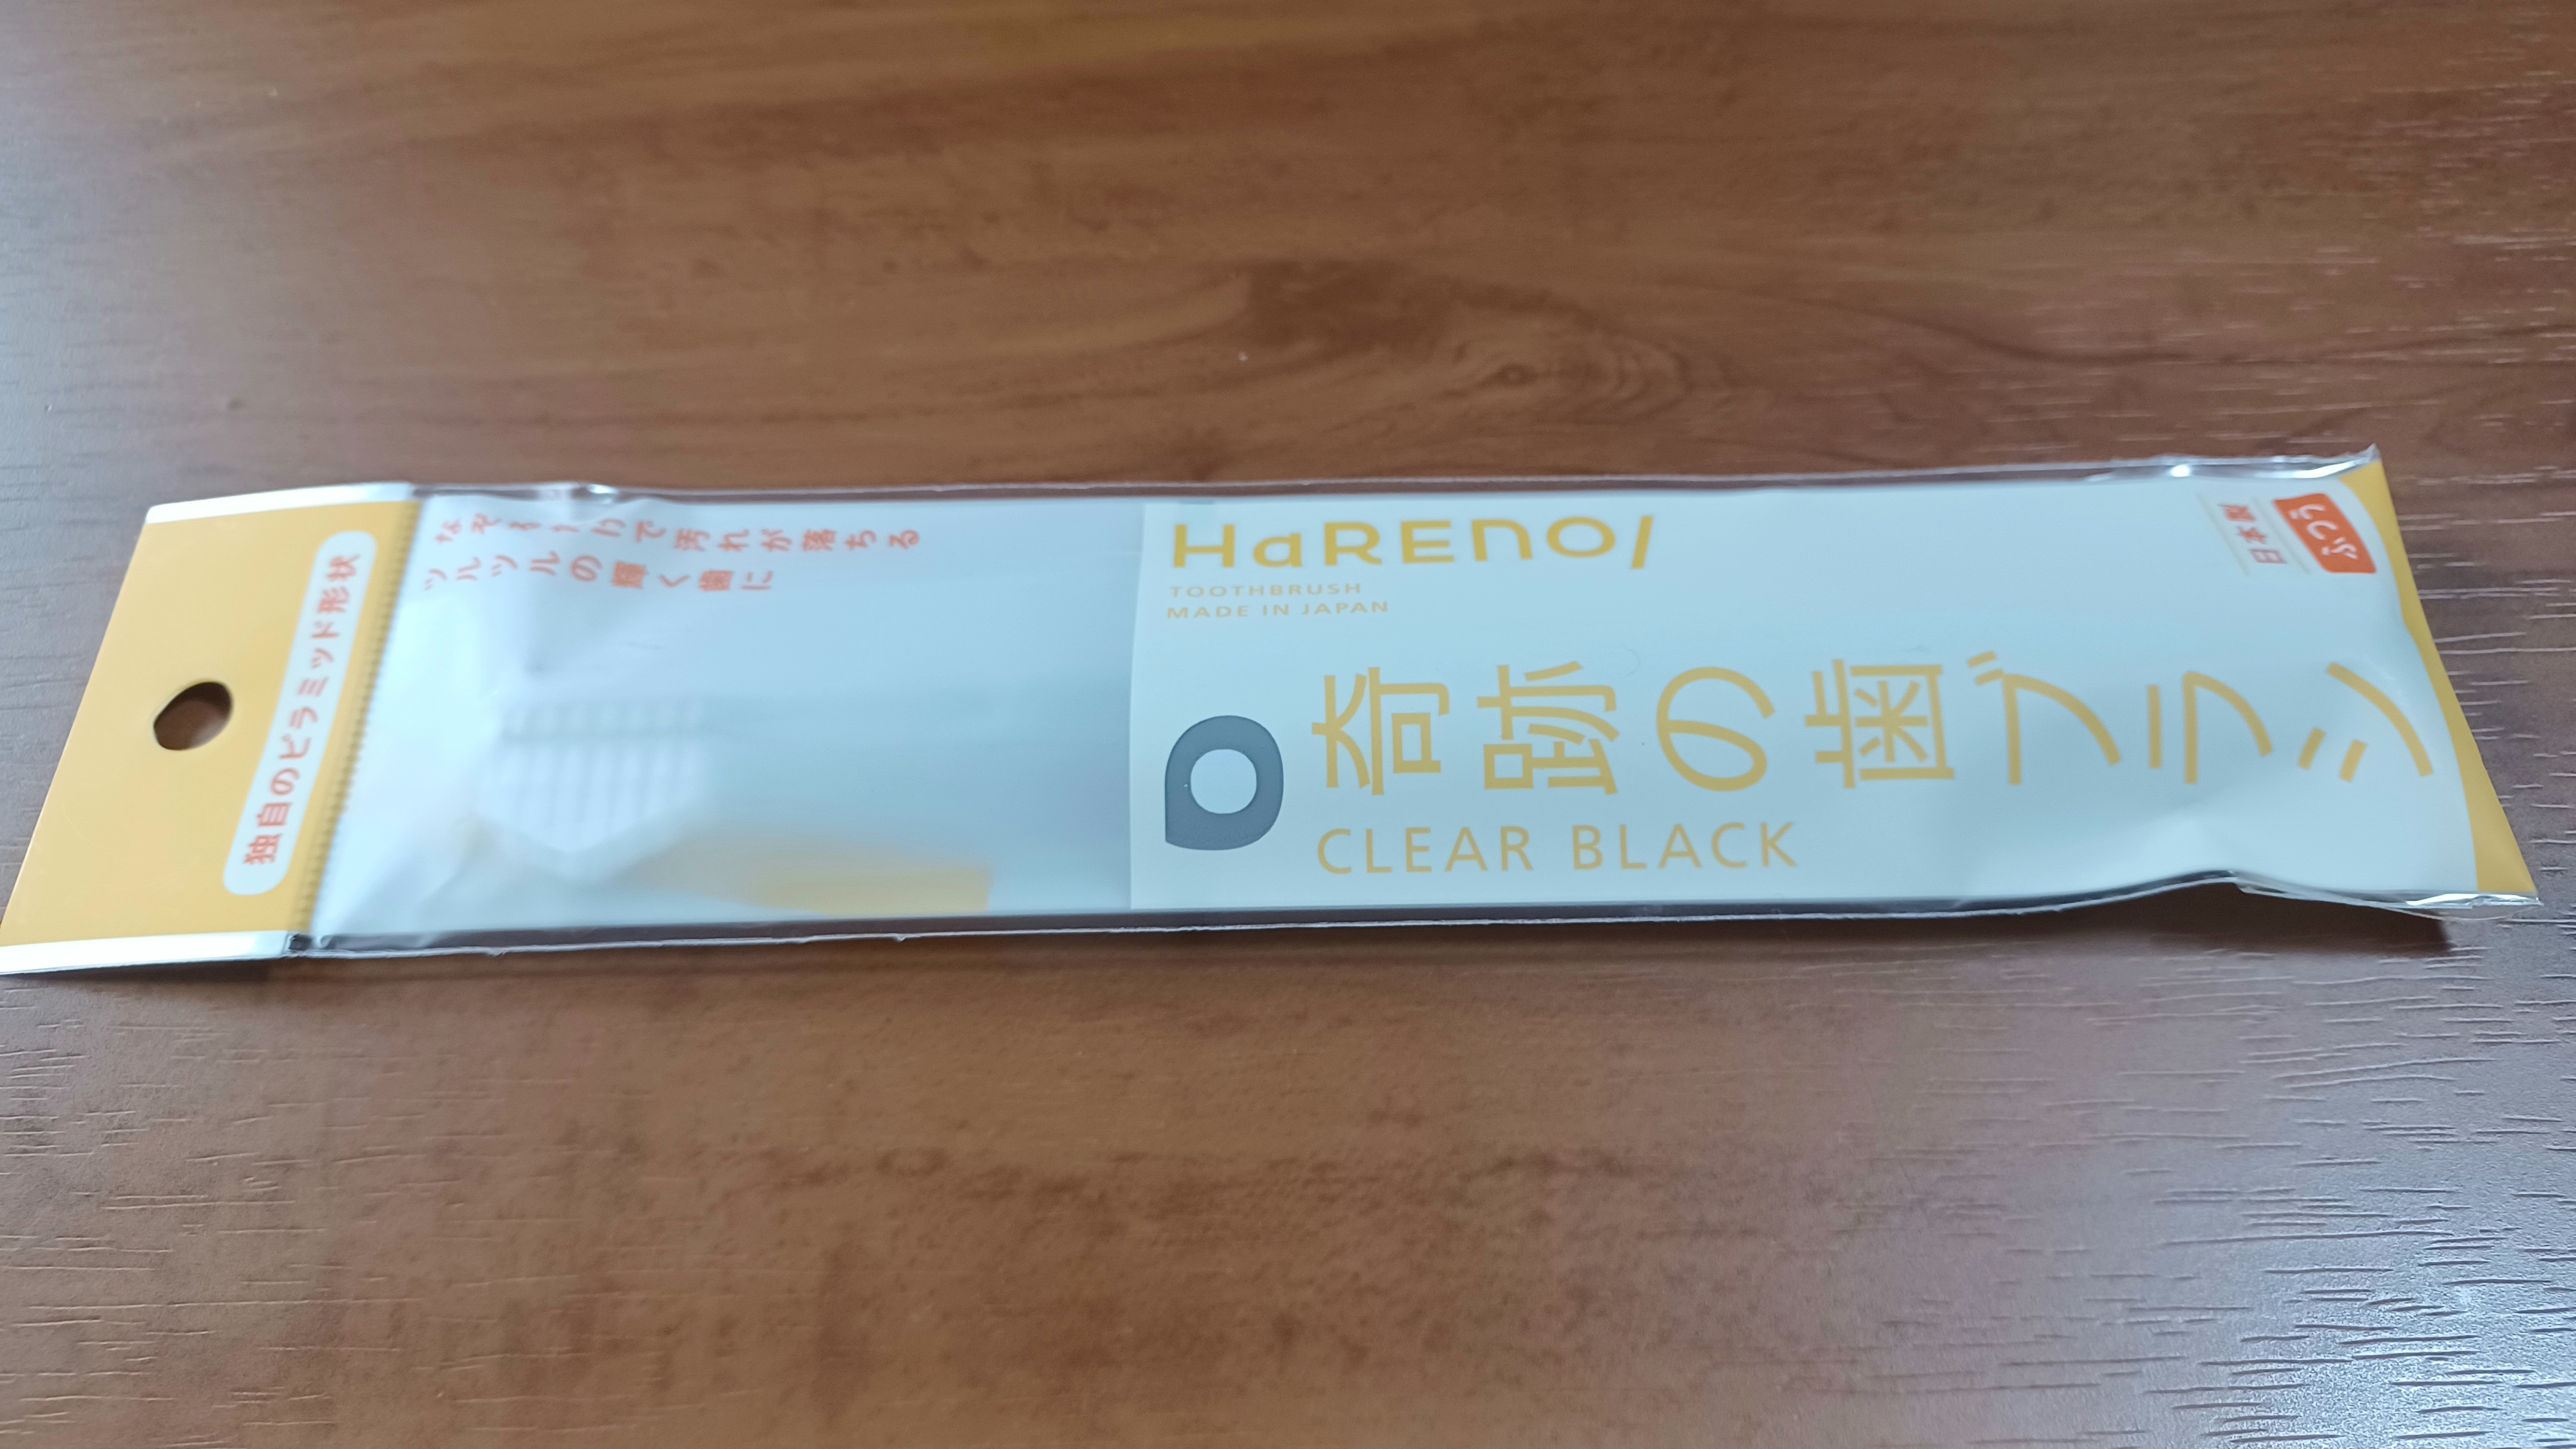 独自のピラミッド形状
なぞるだけで汚れが落ちる
ツルツルの輝く歯に
HaRENO/
TOOTHBRUSH
MADE IN JAPAN
奇跡の歯ブラシ
CLEAR BLACK
日本製
ふつう